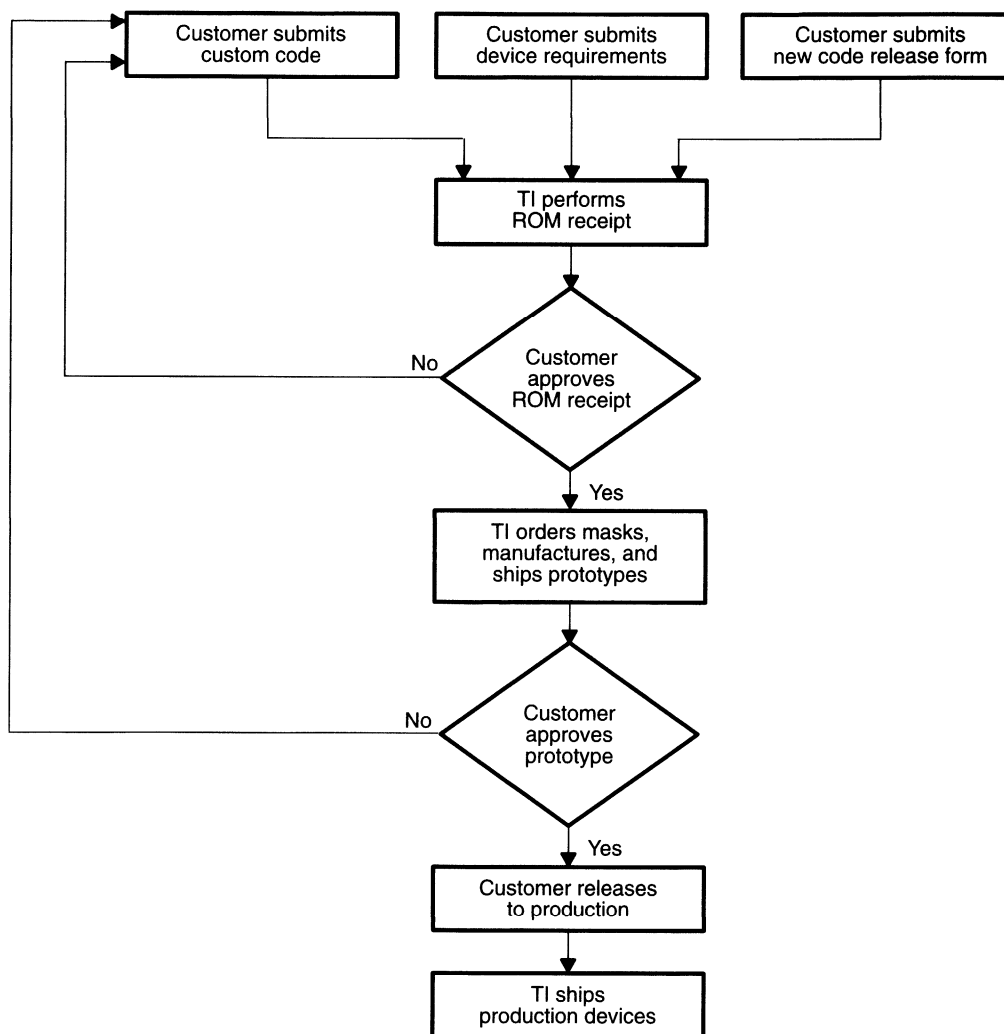 Customer submits
custom code
Customer submits
device requirements
Customer submits
new code release form
TI performs
ROM receipt
No
Customer
approves
ROM receipt
Yes
TI orders masks,
manufactures, and
ships prototypes
No
Customer
approves
prototype
Yes
Customer releases
to production
TI ships
production devices